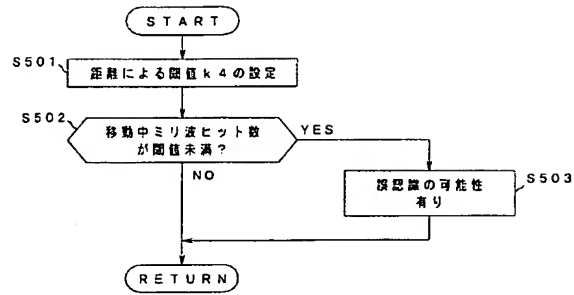 START
S501
距離による閾値k4の設定
S502
移動中ミリ波ヒット数
が閾値未満？
YES
NO
誤認識の可能性
有り
S503
RETURN